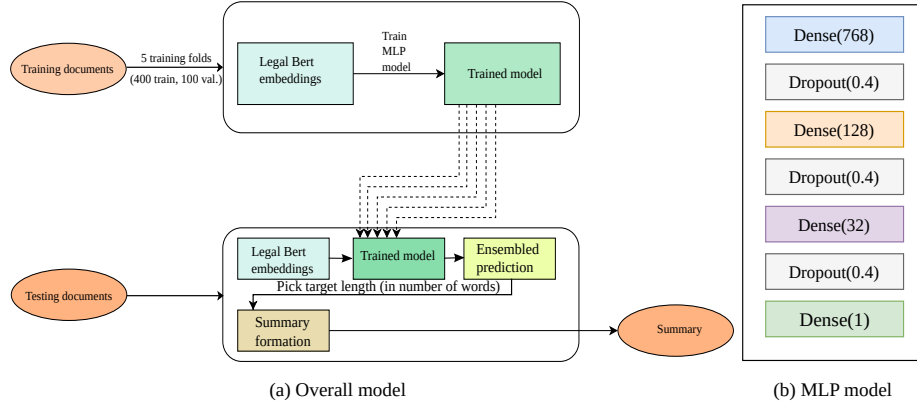 Training documents
5 training folds
(400 train, 100 val.)
Legal Bert
embeddings
Train
MLP
model
Trained model
Testing documents
Legal Bert
embeddings
Trained model
Ensembled
prediction
Pick target length (in number of words)
Summary
formation
Summary
(a) Overall model
Dense(768)
Dropout(0.4)
Dense(128)
Dropout(0.4)
Dense(32)
Dropout(0.4)
Dense(1)
(b) MLP model